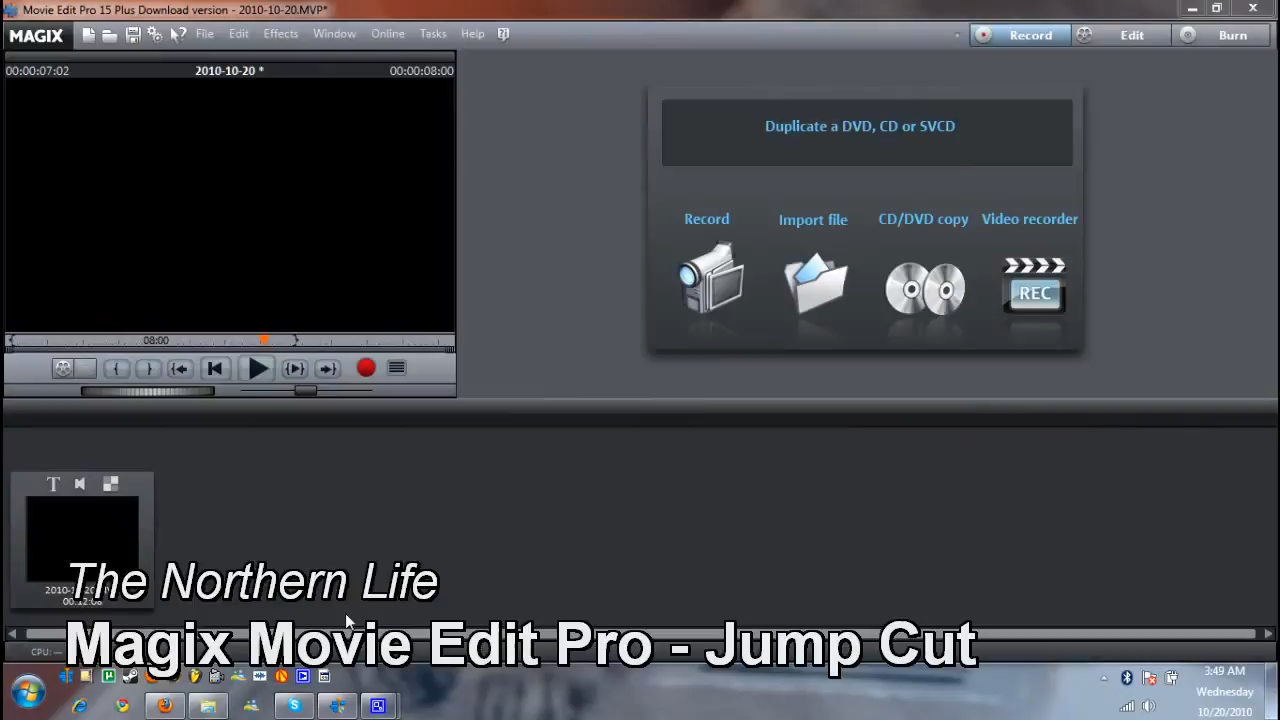 Movie Edit Pro 15 Plus Download version - 2010-10-20.MVP*
MAGIX File Edit Effects Window Online Tasks Help Record Edit Burn
00:00:07:02 2010-10-20 * 00:00:08:00
Duplicate a DVD, CD or SVCD
Record Import file CD/DVD copy Video recorder
REC
08:00
T
The Northern Life
Magix Movie Edit Pro - Jump Cut
CPU: —
3:49 AM
Wednesday
10/20/2010